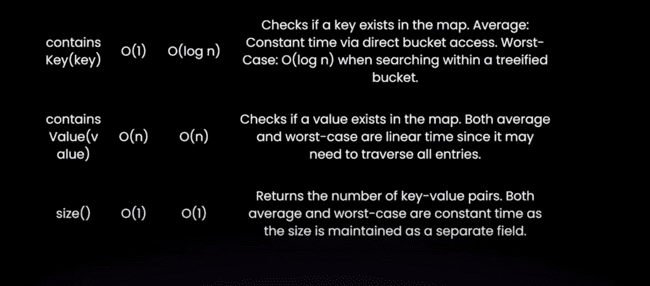 contains
Key(key)
O(1)
O(log n)
Checks if a key exists in the map. Average:
Constant time via direct bucket access. Worst-
Case: O(log n) when searching within a treeified
bucket.
contains
Value(v
alue)
O(n)
O(n)
Checks if a value exists in the map. Both average
and worst-case are linear time since it may
need to traverse all entries.
size()
O(1)
O(1)
Returns the number of key-value pairs. Both
average and worst-case are constant time as
the size is maintained as a separate field.